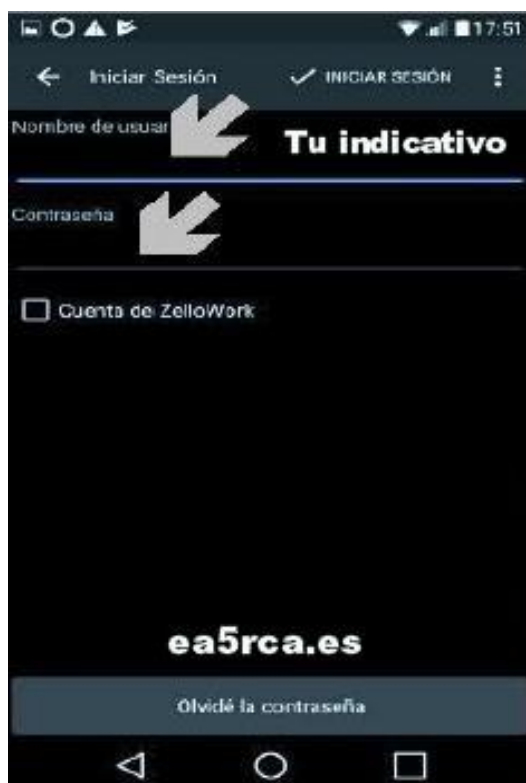 17:51
Iniciar Sesión
INICIAR SESIÓN
Nombre de usuar
Tu indicativo
Contraseña
Cuenta de ZelloWork
ea5rca.es
Olvidé la contraseña